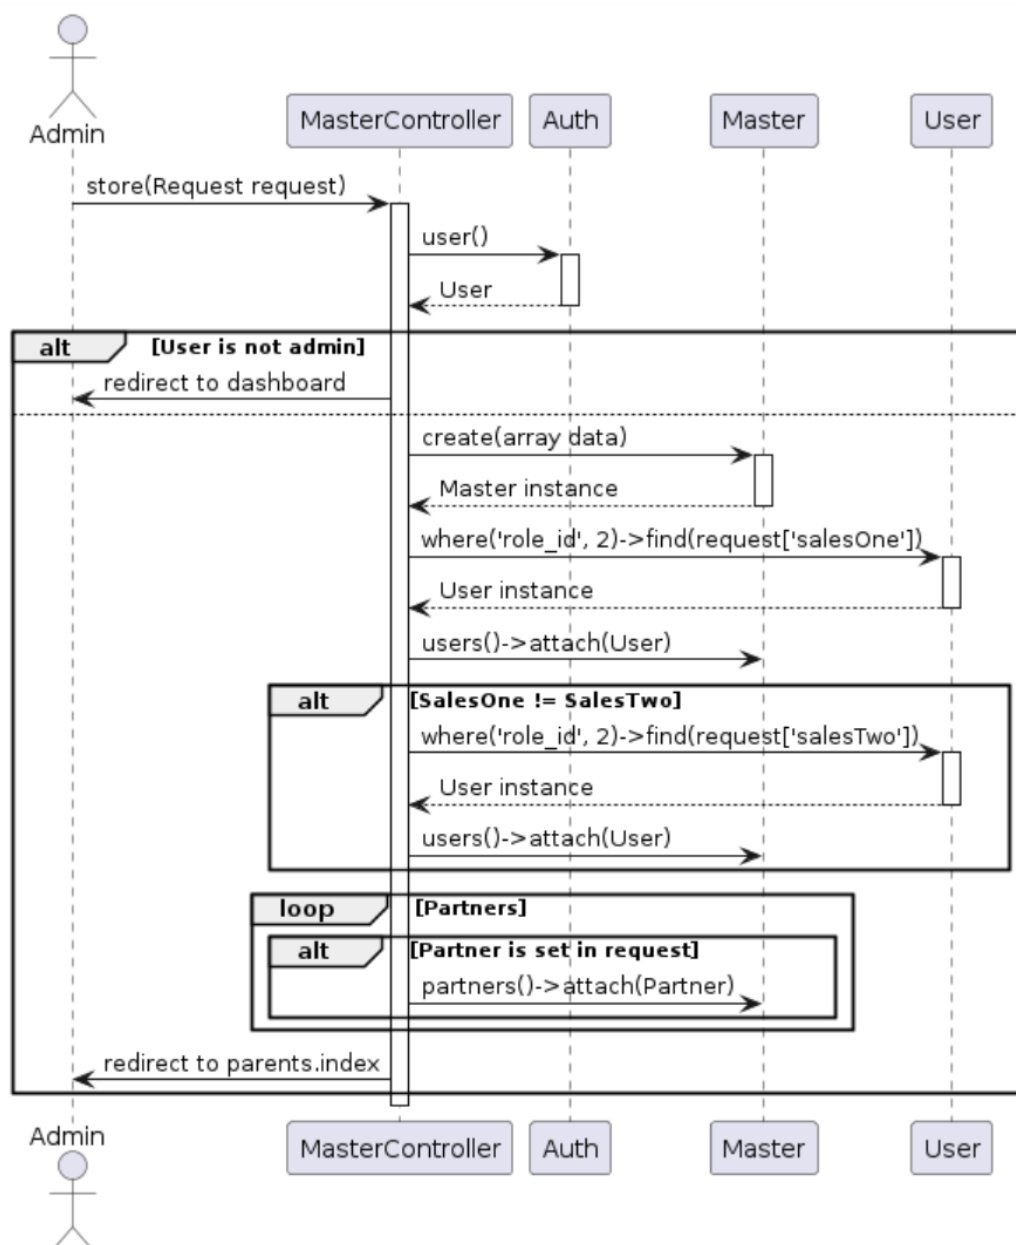 Admin
MasterController
Auth
Master
User
store(Request request)
user()
User
alt
[User is not admin]
redirect to dashboard
create(array data)
Master instance
where('role_id', 2)->find(request['salesOne'])
User instance
users()->attach(User)
alt
[SalesOne != SalesTwo]
where('role_id', 2)->find(request['salesTwo'])
User instance
users()->attach(User)
loop
[Partners]
alt
[Partner is set in request]
partners()->attach(Partner)
redirect to parents.index
Admin
MasterController
Auth
Master
User